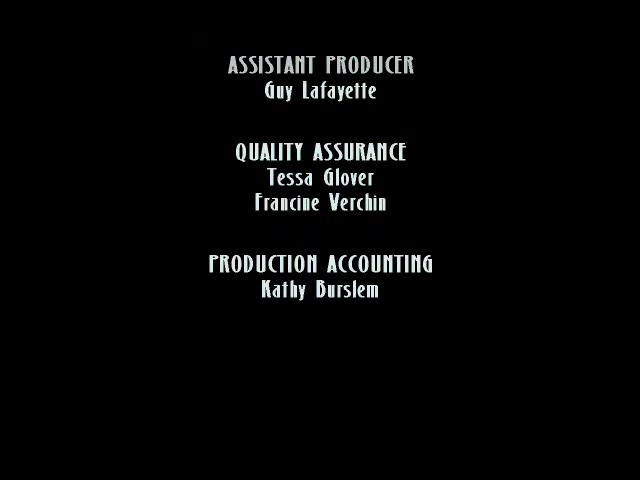 ASSISTANT PRODUCER
Guy Lafayette
QUALITY ASSURANCE
Tessa Glover
Francine Verchin
PRODUCTION ACCOUNTING
Kathy Burslem